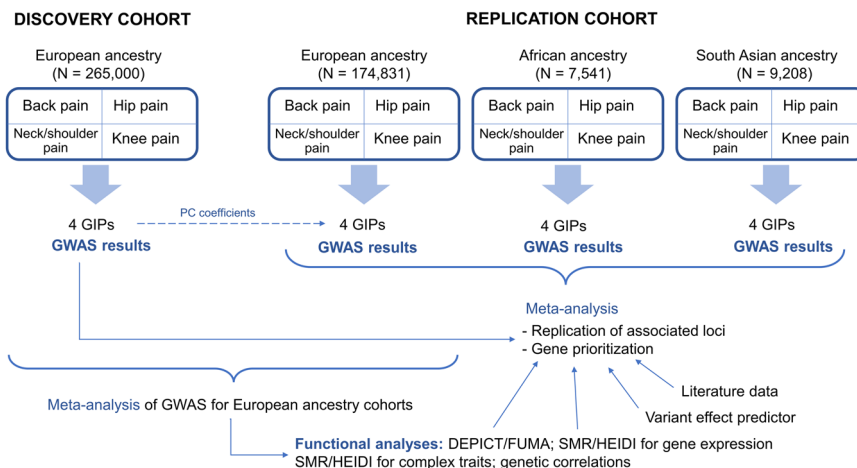 DISCOVERY COHORT
REPLICATION COHORT
European ancestry
(N = 265,000)
European ancestry
(N = 174,831)
African ancestry
(N = 7,541)
South Asian ancestry
(N = 9,208)
Back pain
Hip pain
Neck/shoulder
pain
Knee pain
Back pain
Hip pain
Neck/shoulder
pain
Knee pain
Back pain
Hip pain
Neck/shoulder
pain
Knee pain
Back pain
Hip pain
Neck/shoulder
pain
Knee pain
4 GIPs
GWAS results
PC coefficients
4 GIPs
GWAS results
4 GIPs
GWAS results
4 GIPs
GWAS results
Meta-analysis
- Replication of associated loci
- Gene prioritization
Literature data
Variant effect predictor
Meta-analysis of GWAS for European ancestry cohorts
Functional analyses: DEPICT/FUMA; SMR/HEIDI for gene expression
SMR/HEIDI for complex traits; genetic correlations